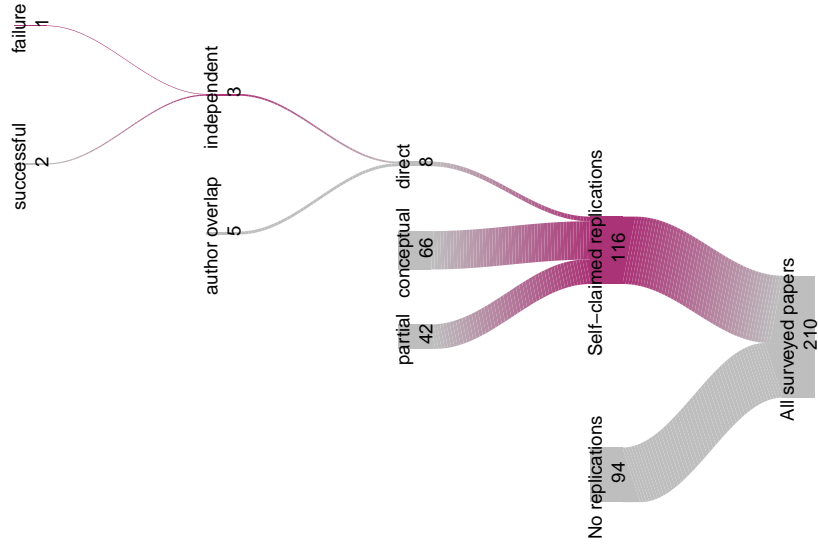 All surveyed papers
210
No replications
94
Self−claimed replications
116
partial
42
conceptual
66
direct
8
author overlap
5
independent
3
successful
2
failure
1